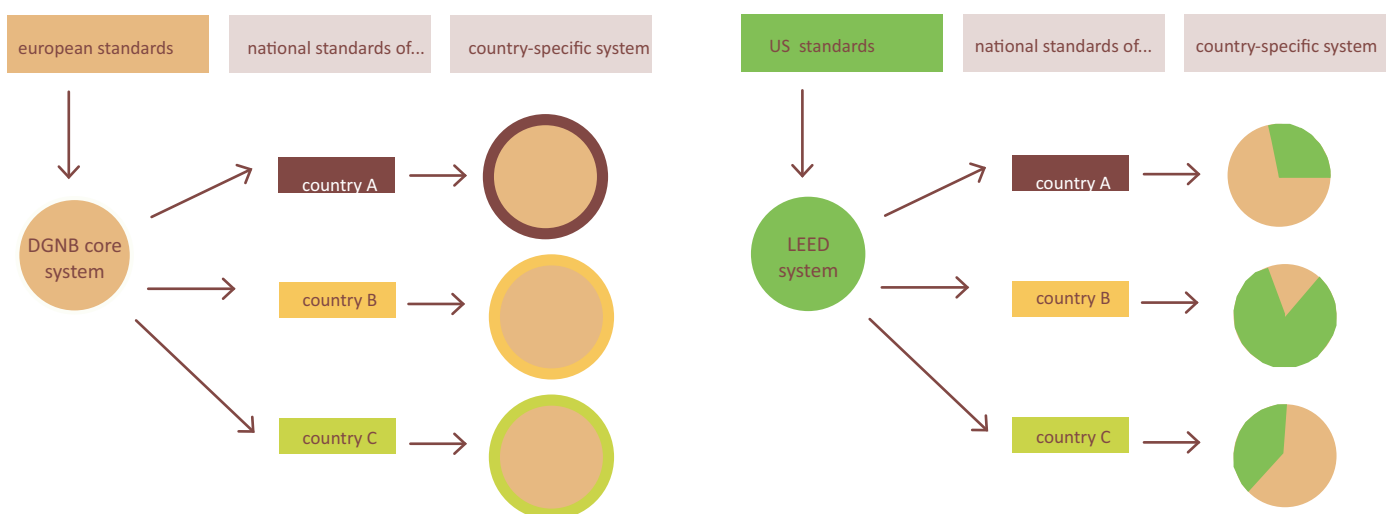 european standards
national standards of...
country-specific system
DGNB core
system
country A
country B
country C
US standards
national standards of...
country-specific system
LEED
system
country A
country B
country C